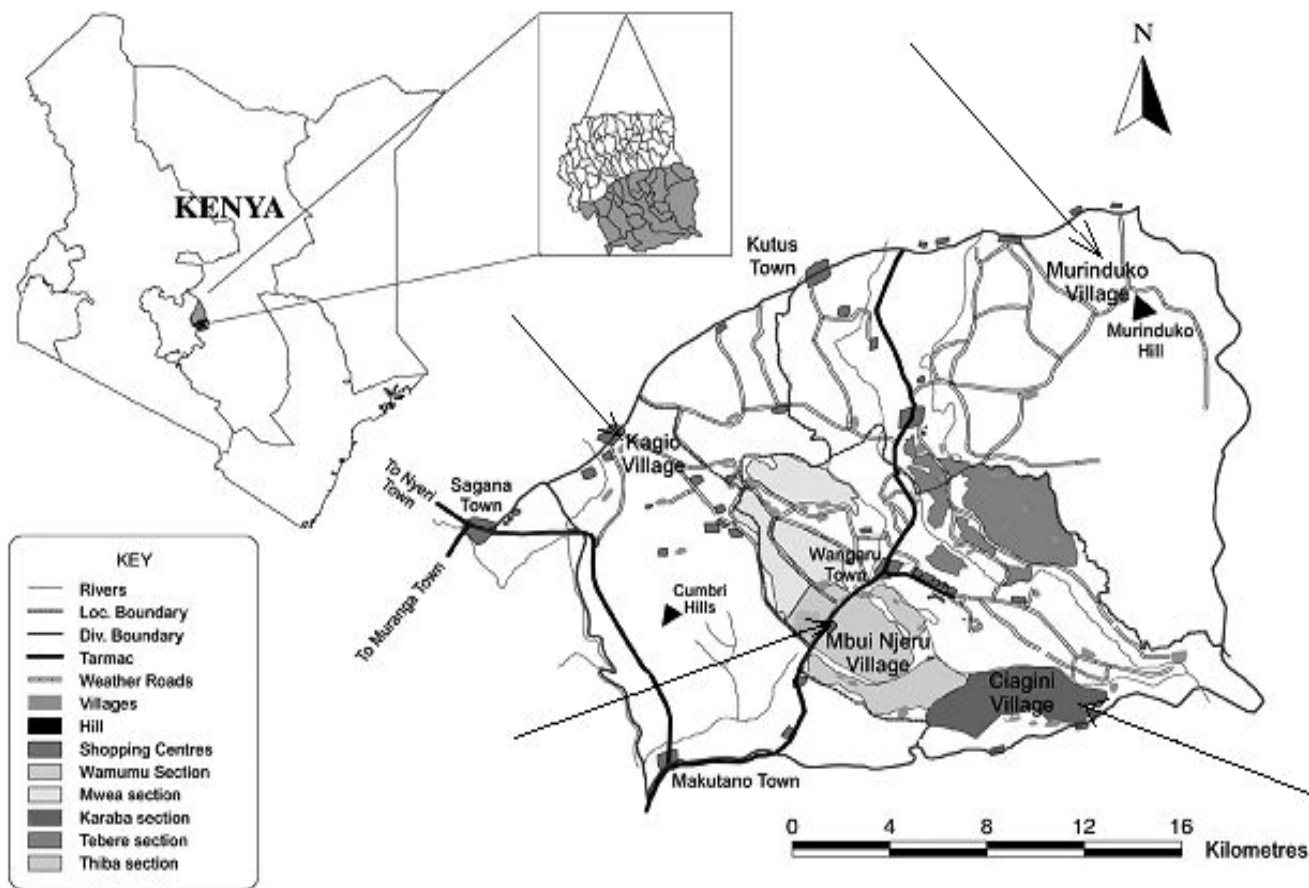 N
KENYA
Kutus
Town
Murinduko
Village
Murinduko
Hill
Kagio
Village
To Nyeri
Town
Sagana
Town
To Muranga Town
Wangaru
Town
Cumbri
Hills
Mbui Njeru
Village
Ciagini
Village
Makutano Town
KEY
Rivers
Loc. Boundary
Div. Boundary
Tarmac
Weather Roads
Villages
Hill
Shopping Centres
Wamumu Section
Mwea section
Karaba section
Tebere section
Thiba section
0 4 8 12 16
Kilometres